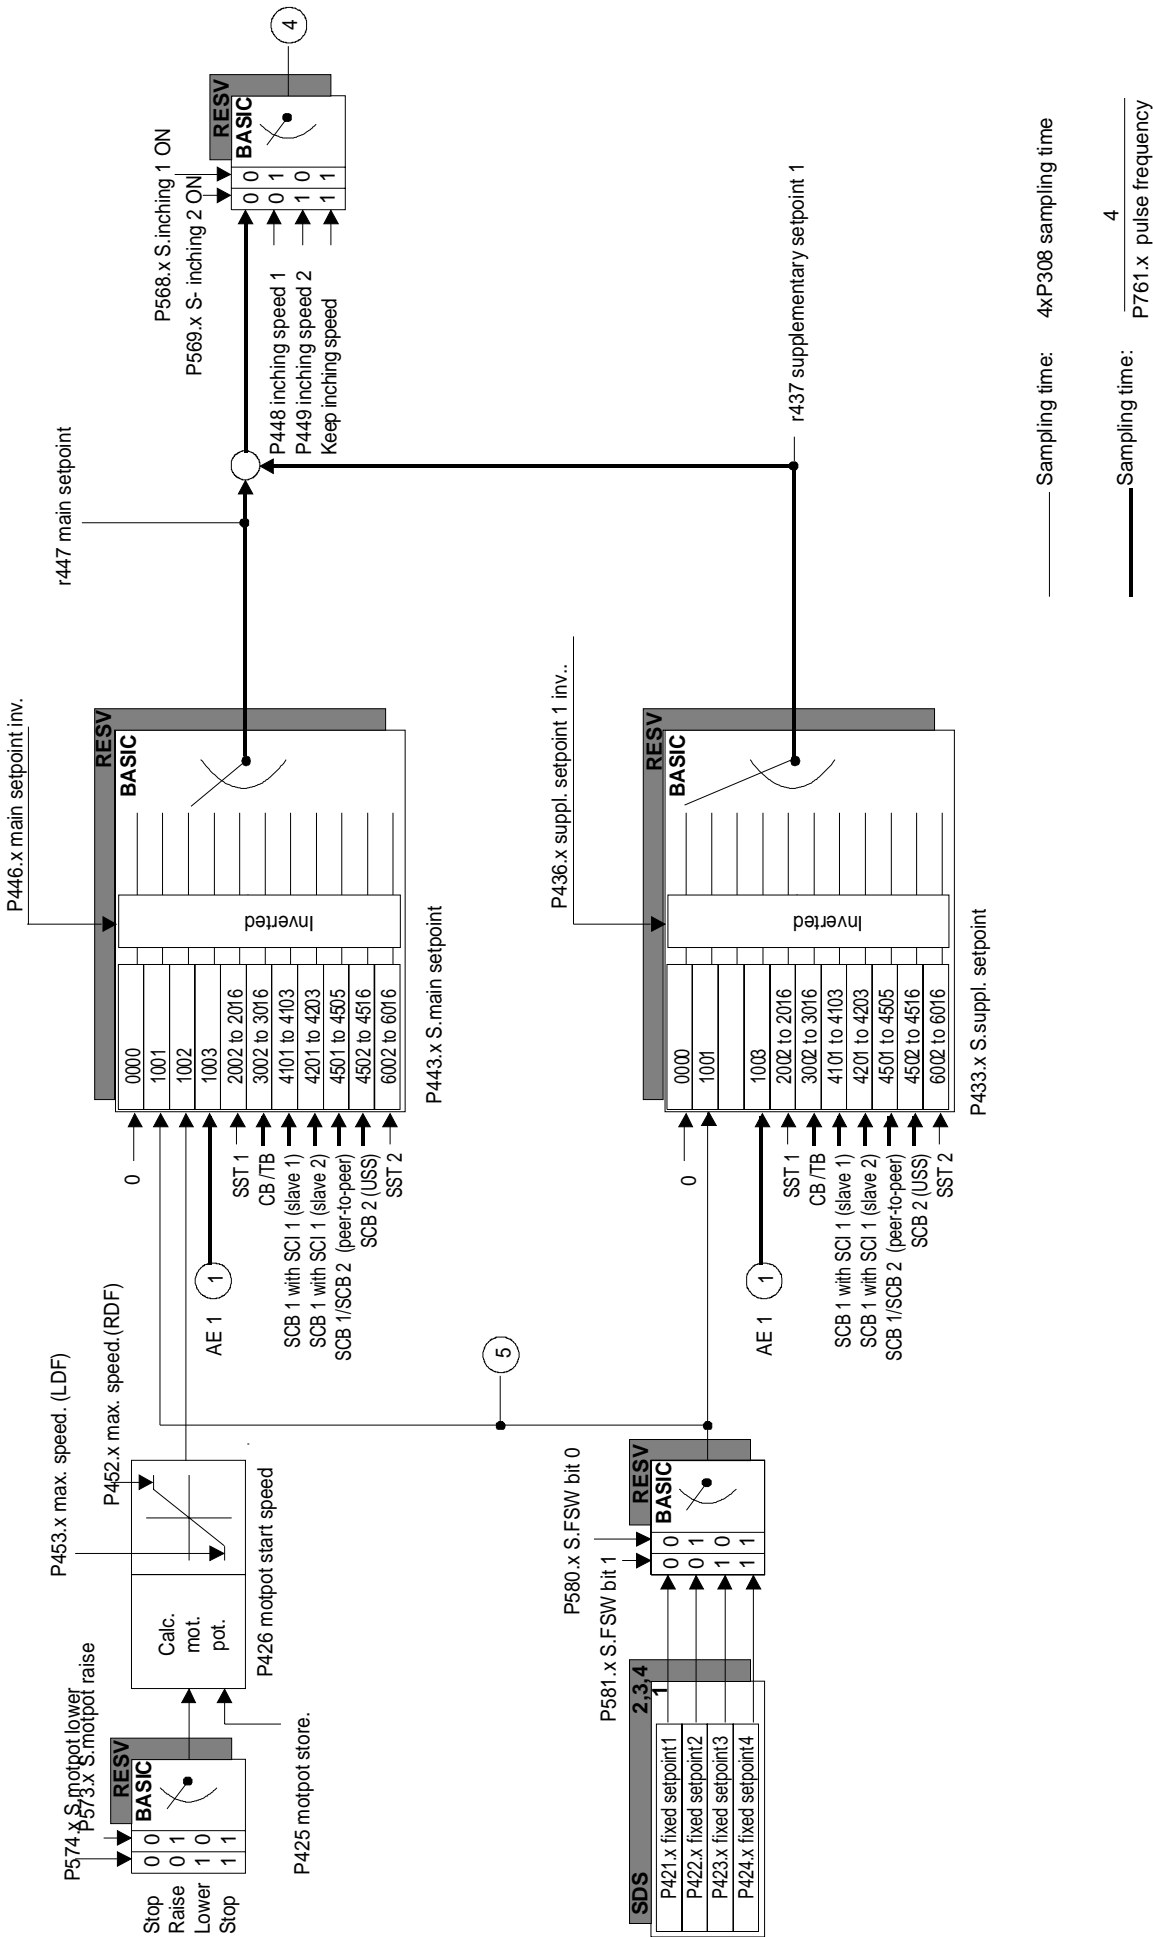 P574.x S.motpot lower
P573.x S.motpot raise
RESV
BASIC
Stop 0 0
Raise 0 1
Lower 1 0
Stop 1 1
P425 motpot store.
Calc.
mot.
pot.
P426 motpot start speed
P453.x max. speed. (LDF)
P452.x max. speed.(RDF)
SDS
2,3,4
1
P421.x fixed setpoint1
P422.x fixed setpoint2
P423.x fixed setpoint3
P424.x fixed setpoint4
P581.x S.FSW bit 1
P580.x S.FSW bit 0
RESV
BASIC
0 0
0 1
1 0
1 1
5
P446.x main setpoint inv.
RESV
BASIC
0
AE 1
1
SST 1
CB /TB
SCB 1 with SCI 1 (slave 1)
SCB 1 with SCI 1 (slave 2)
SCB 1/SCB 2 (peer-to-peer)
SCB 2 (USS)
SST 2
0000
1001
1002
1003
2002 to 2016
3002 to 3016
4101 to 4103
4201 to 4203
4501 to 4505
4502 to 4516
6002 to 6016
Inverted
P443.x S.main setpoint
P436.x suppl. setpoint 1 inv..
RESV
BASIC
0
AE 1
1
SST 1
CB /TB
SCB 1 with SCI 1 (slave 1)
SCB 1 with SCI 1 (slave 2)
SCB 1/SCB 2 (peer-to-peer)
SCB 2 (USS)
SST 2
0000
1001
1003
2002 to 2016
3002 to 3016
4101 to 4103
4201 to 4203
4501 to 4505
4502 to 4516
6002 to 6016
Inverted
P433.x S.suppl. setpoint
r447 main setpoint
r437 supplementary setpoint 1
P568.x S.inching 1 ON
P569.x S- inching 2 ON
RESV
BASIC
0 0
0 1
1 0
1 1
P448 inching speed 1
P449 inching speed 2
Keep inching speed
4
Sampling time: 4xP308 sampling time
Sampling time:
4
P761.x pulse frequency